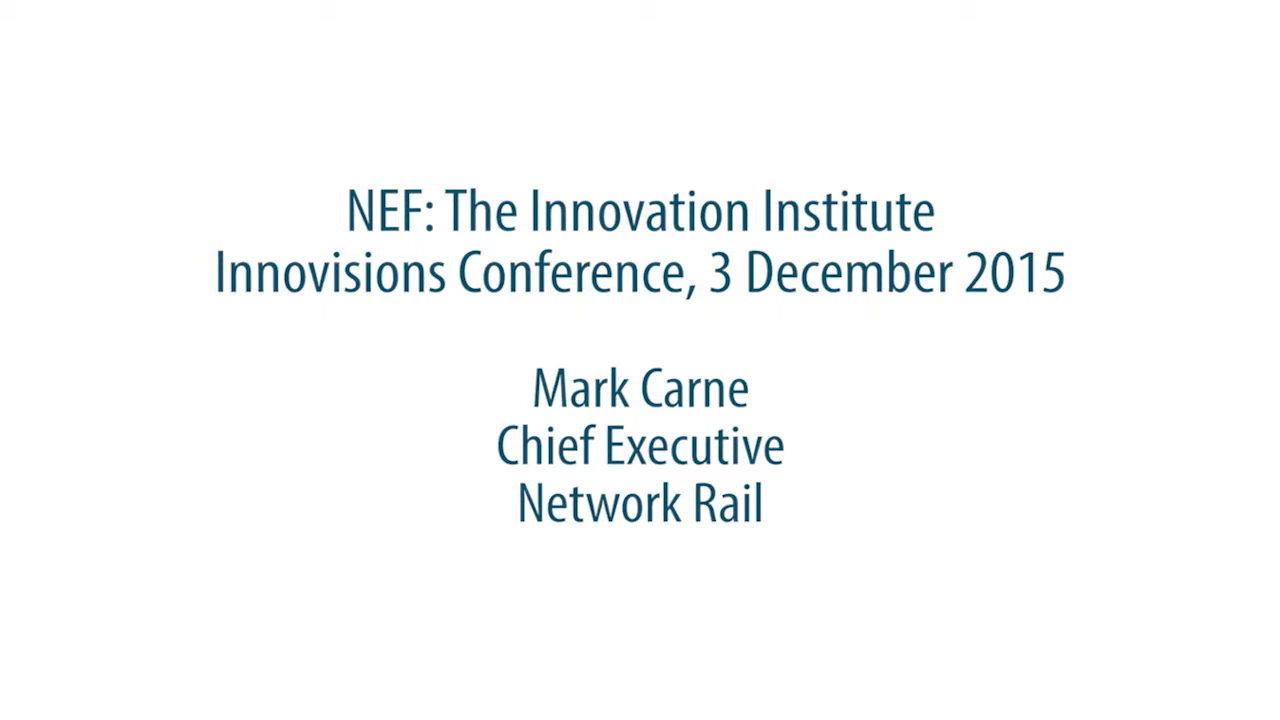 NEF: The Innovation Institute
Innovisions Conference, 3 December 2015
Mark Carne
Chief Executive
Network Rail